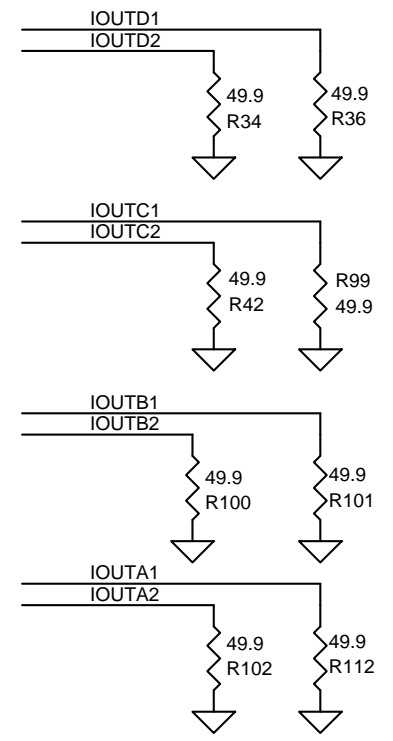 IOUTD1
IOUTD2
49.9
R34
49.9
R36
IOUTC1
IOUTC2
49.9
R42
R99
49.9
IOUTB1
IOUTB2
49.9
R100
49.9
R101
IOUTA1
IOUTA2
49.9
R102
49.9
R112